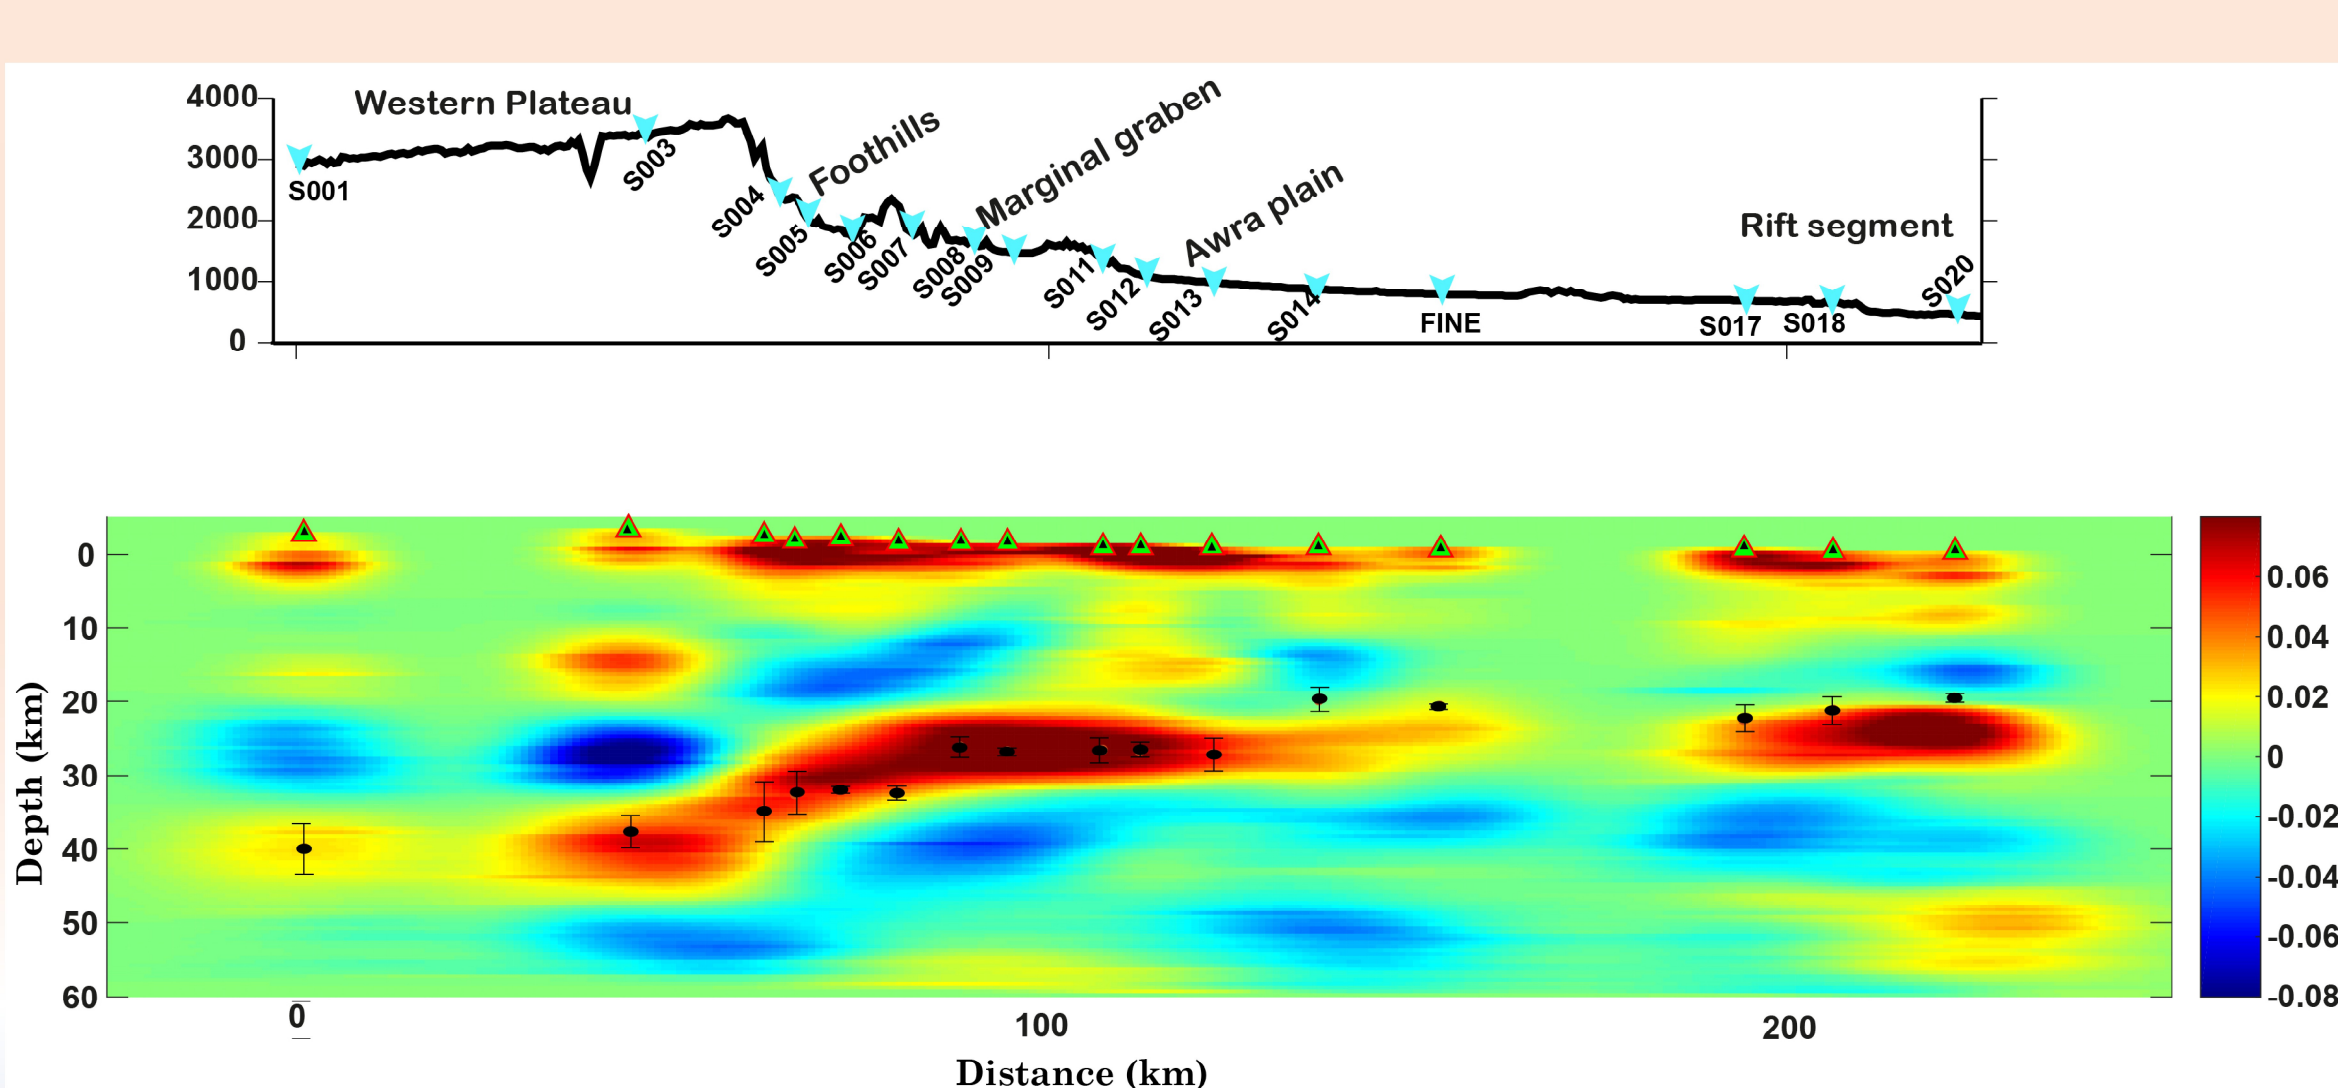 4000
3000
2000
1000
0
Western Plateau
Foothills
Marginal graben
Awra plain
Rift segment
S001
S003
S004
S005
S006
S007
S008
S009
S011
S012
S013
S014
FINE
S017
S018
S020
Depth (km)
0
10
20
30
40
50
60
0
100
200
Distance (km)
0.06
0.04
0.02
0
-0.02
-0.04
-0.06
-0.08